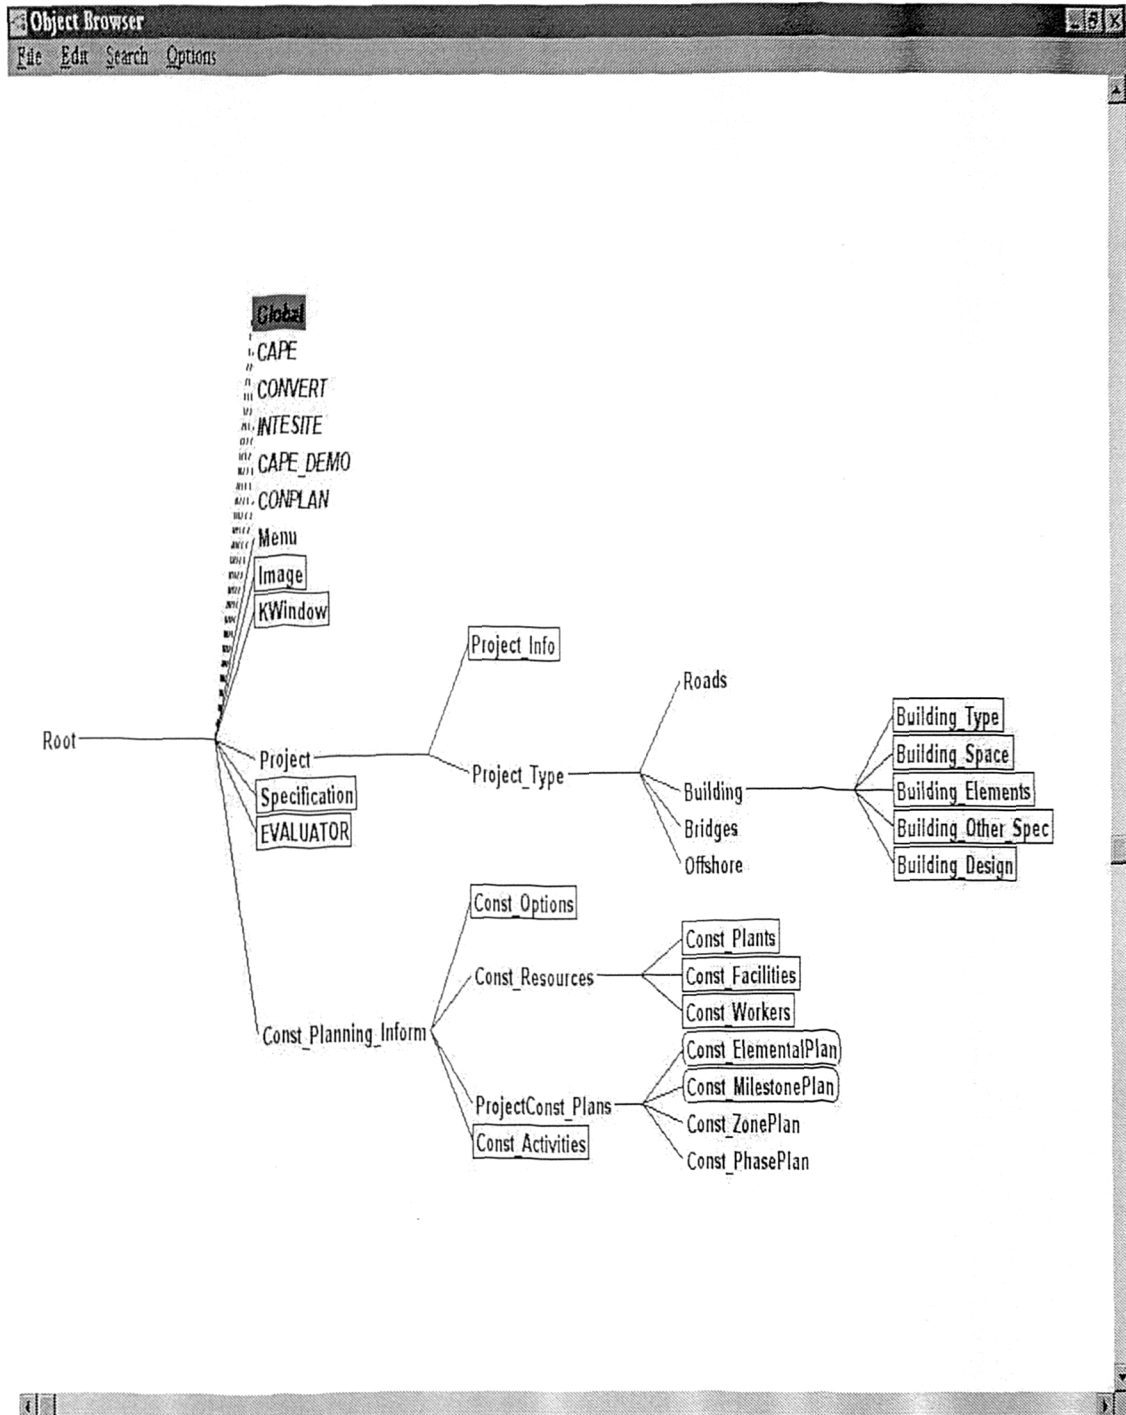 Object Browser
File Edit Search Options
Global
CAPE
CONVERT
INTESITE
CAPE_DEMO
CONPLAN
Menu
Image
KWindow
Project_Info
Roads
Building_Type
Root
Building_Space
Project
Project_Type
Building
Building_Elements
Specification
Bridges
Building_Other_Spec
EVALUATOR
Offshore
Building_Design
Const_Options
Const_Plants
Const_Resources
Const_Facilities
Const_Workers
Const_Planning_Inform
Const_ElementalPlan
Const_MilestonePlan
ProjectConst_Plans
Const_ZonePlan
Const_Activities
Const_PhasePlan